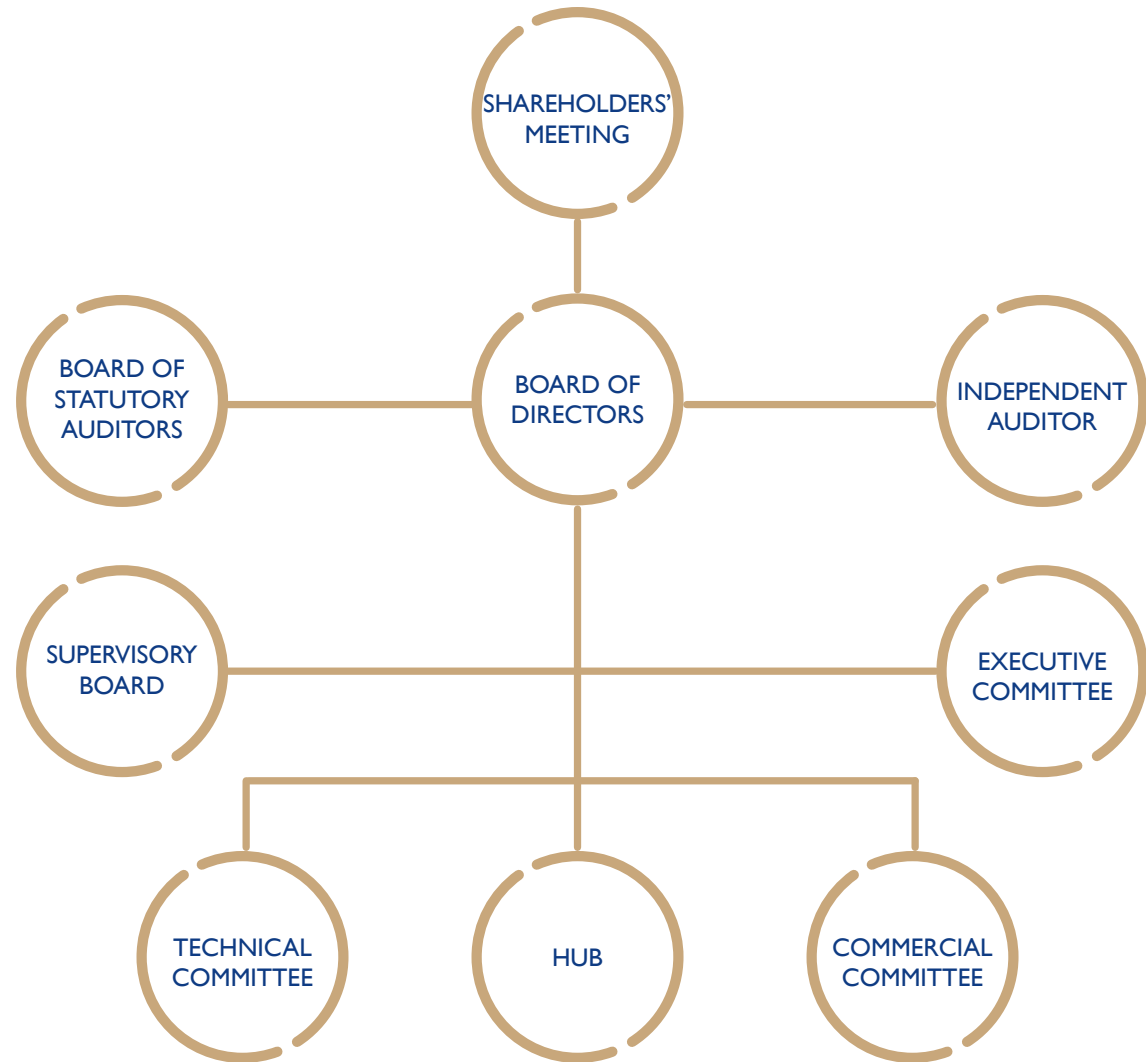 SHAREHOLDERS'
MEETING
BOARD OF
STATUTORY
AUDITORS
BOARD OF
DIRECTORS
INDEPENDENT
AUDITOR
SUPERVISORY
BOARD
EXECUTIVE
COMMITTEE
TECHNICAL
COMMITTEE
HUB
COMMERCIAL
COMMITTEE